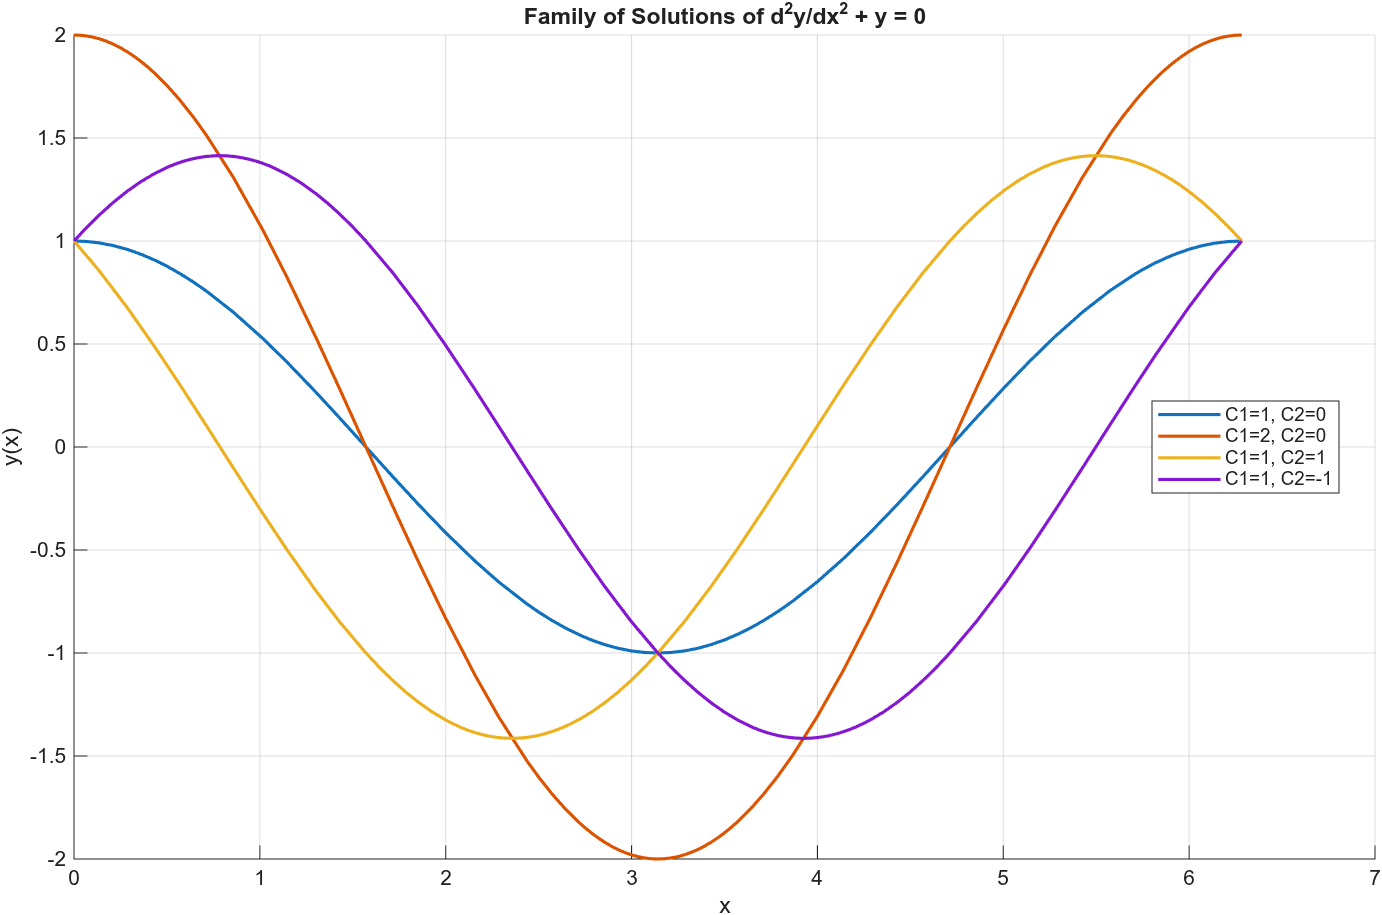 Family of Solutions of d²y/dx² + y = 0
2
1.5
1
0.5
0
-0.5
-1
-1.5
-2
y(x)
C1=1, C2=0
C1=2, C2=0
C1=1, C2=1
C1=1, C2=-1
0 1 2 3 4 5 6 7
x